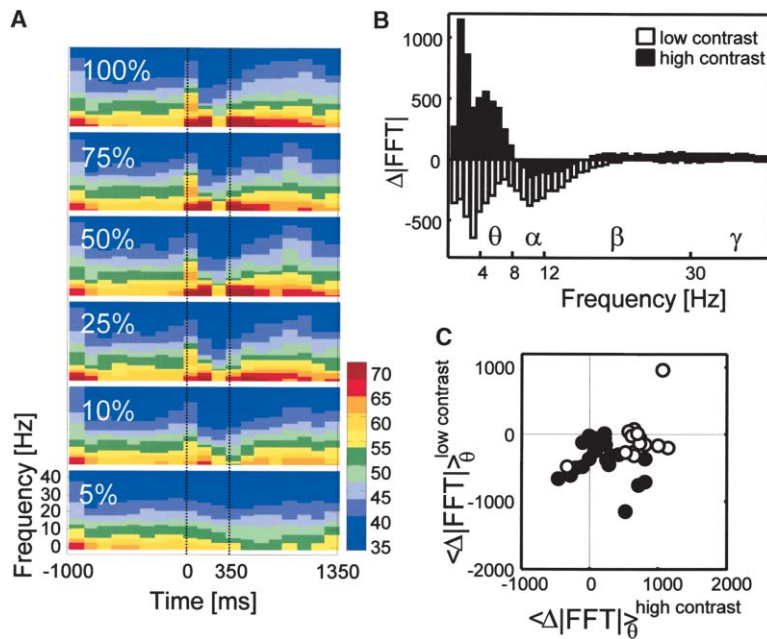 A
100%
75%
50%
25%
10%
5%
Frequency [Hz]
40
30
20
10
0
-1000
0
350
1350
Time [ms]
70
65
60
55
50
45
40
35
B
low contrast
high contrast
Δ|FFT|
1000
500
0
-500
θ
α
β
γ
4
8
12
30
Frequency [Hz]
C
<Δ|FFT|>θ low contrast
1000
0
-1000
-2000
-1000
0
1000
2000
<Δ|FFT|>θ high contrast